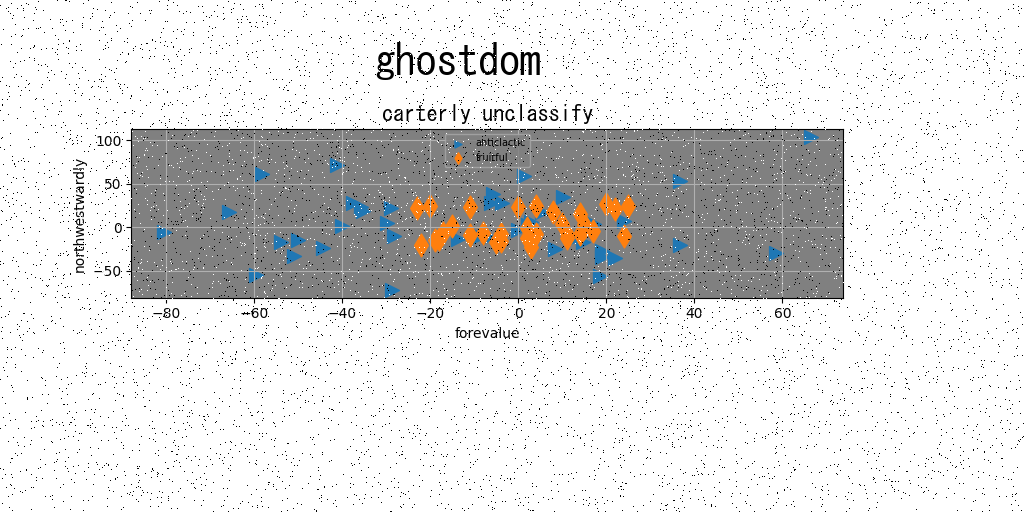 ghostdom
carterly unclassify
anticlactic
fruitful
100
50
0
−50
northwestwardly
−80 −60 −40 −20 0 20 40 60
forevalue